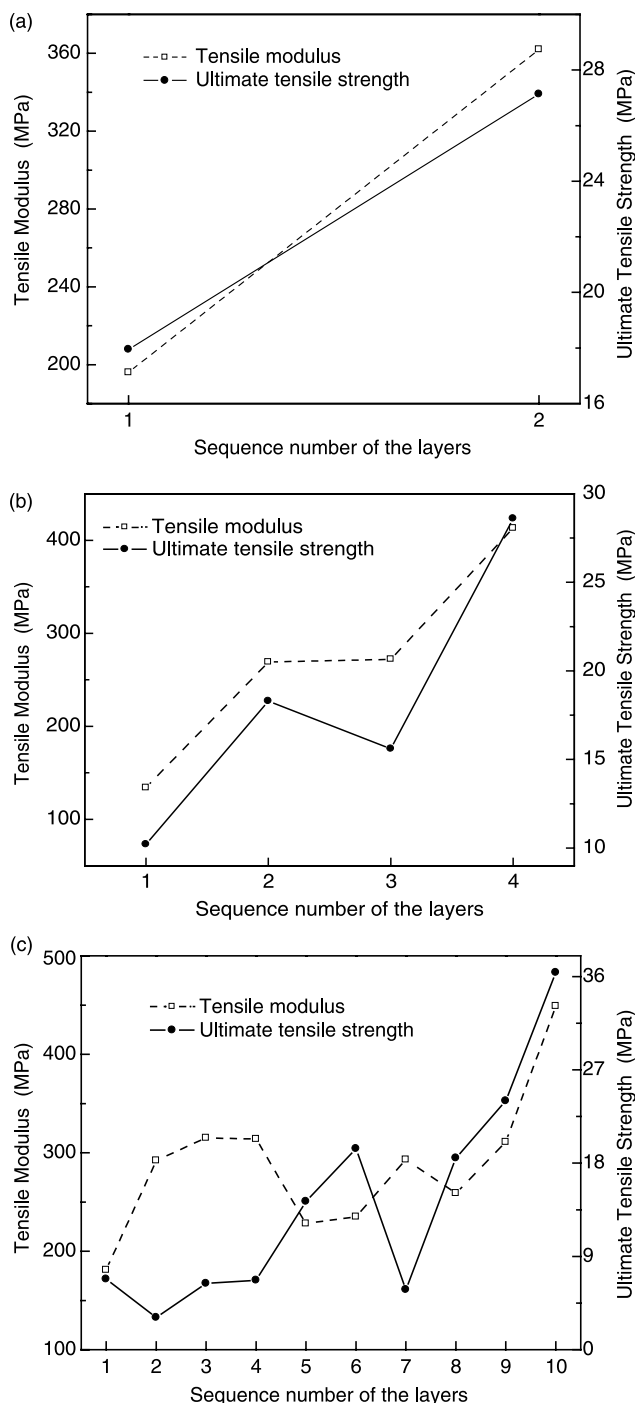 (a)
Tensile modulus
Ultimate tensile strength
360
320
280
240
200
Tensile Modulus (MPa)
28
24
20
16
Ultimate Tensile Strength (MPa)
1 2
Sequence number of the layers
(b)
Tensile modulus
Ultimate tensile strength
400
300
200
100
Tensile Modulus (MPa)
30
25
20
15
10
Ultimate Tensile Strength (MPa)
1 2 3 4
Sequence number of the layers
(c)
Tensile modulus
Ultimate tensile strength
500
400
300
200
100
Tensile Modulus (MPa)
36
27
18
9
0
Ultimate Tensile Strength (MPa)
1 2 3 4 5 6 7 8 9 10
Sequence number of the layers